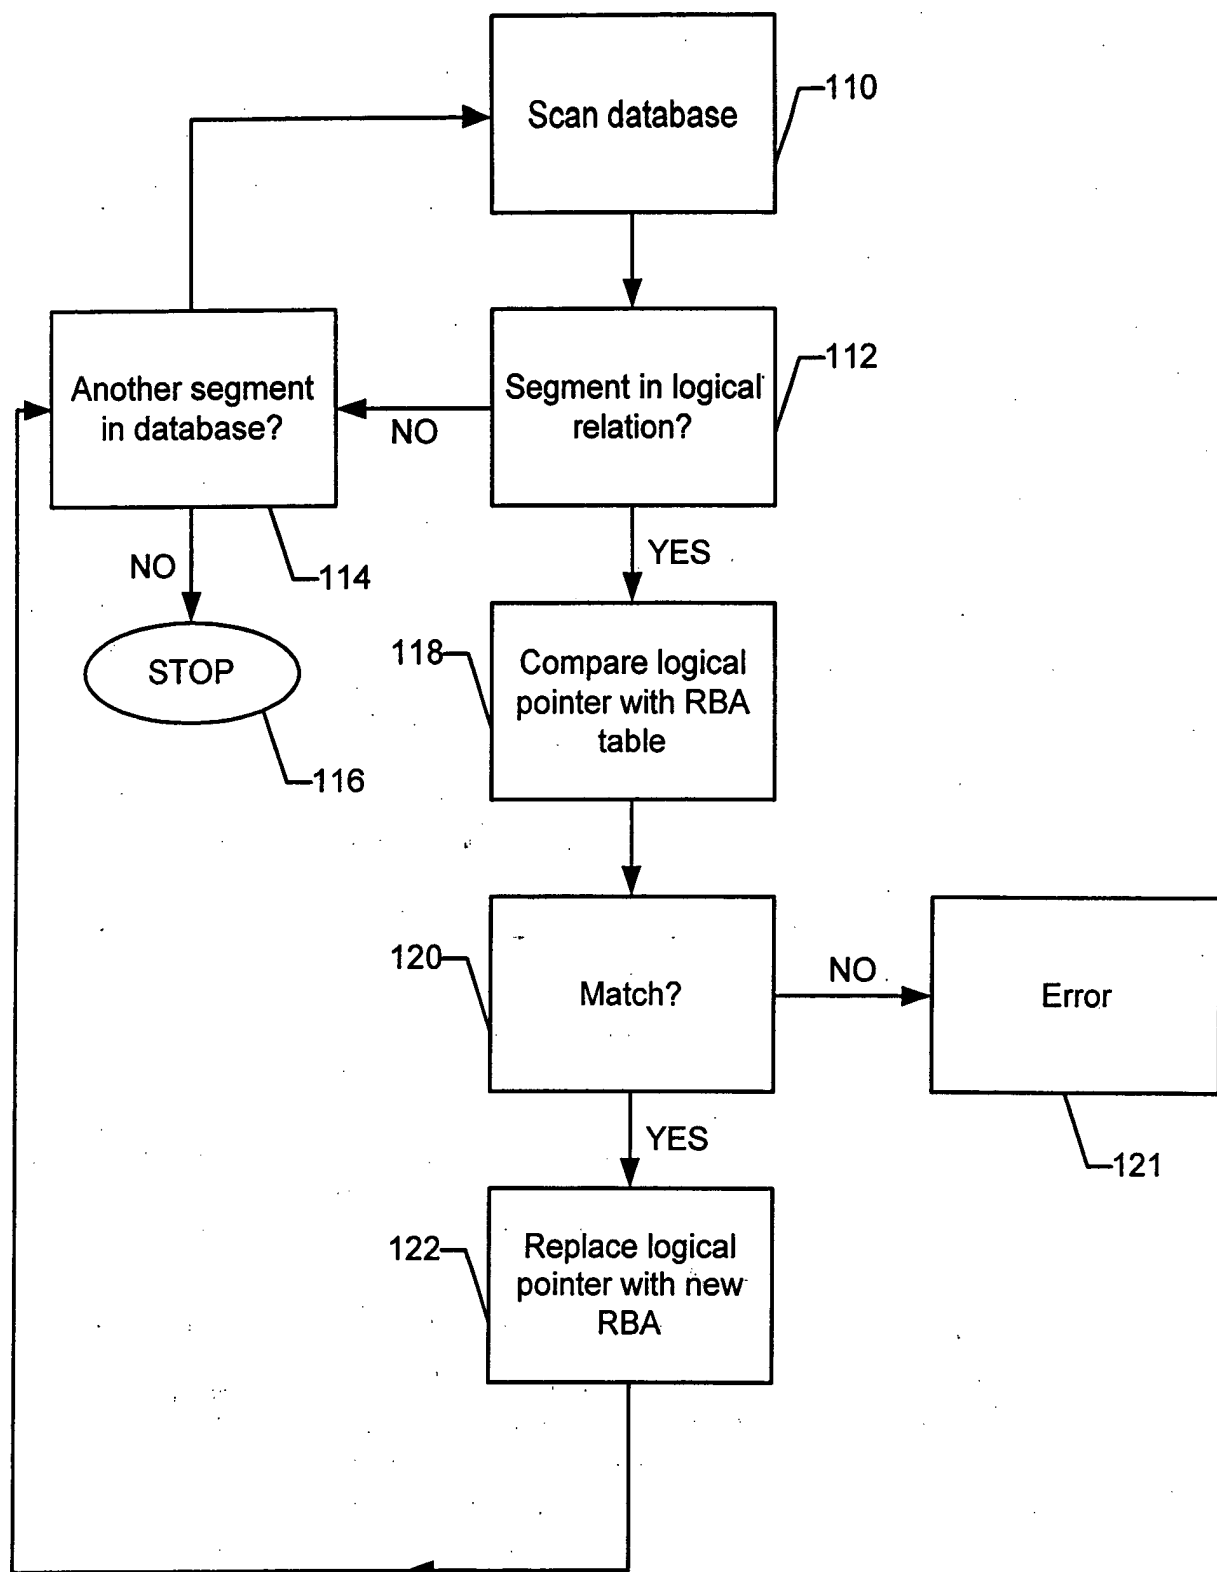 Scan database
110
Another segment
in database?
Segment in logical
relation?
112
NO
YES
NO
114
STOP
116
118
Compare logical
pointer with RBA
table
120
Match?
NO
Error
YES
121
122
Replace logical
pointer with new
RBA